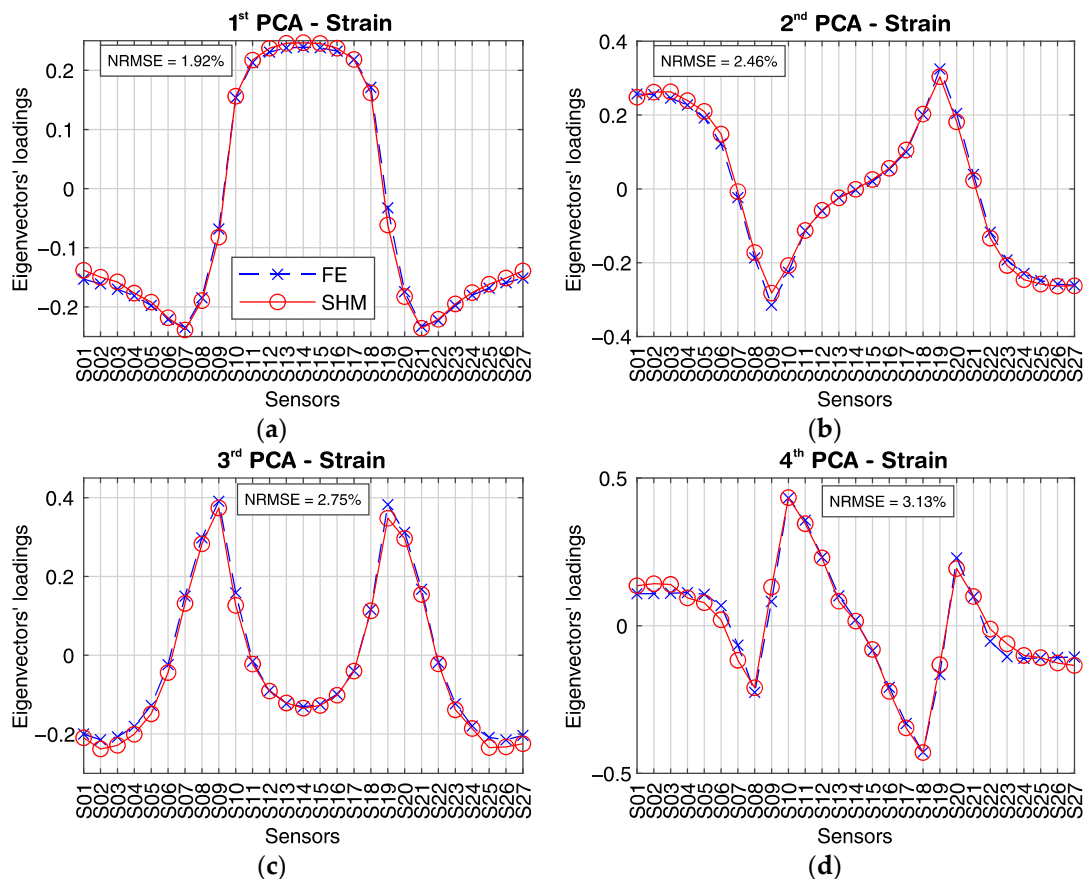 1st PCA - Strain
NRMSE = 1.92%
Eigenvectors' loadings
0.2
0.1
0
−0.1
−0.2
FE
SHM
S01 S02 S03 S04 S05 S06 S07 S08 S09 S10 S11 S12 S13 S14 S15 S16 S17 S18 S19 S20 S21 S22 S23 S24 S25 S26 S27
Sensors
(a)
2nd PCA - Strain
NRMSE = 2.46%
Eigenvectors' loadings
0.4
0.2
0
−0.2
−0.4
S01 S02 S03 S04 S05 S06 S07 S08 S09 S10 S11 S12 S13 S14 S15 S16 S17 S18 S19 S20 S21 S22 S23 S24 S25 S26 S27
Sensors
(b)
3rd PCA - Strain
NRMSE = 2.75%
Eigenvectors' loadings
0.4
0.2
0
−0.2
S01 S02 S03 S04 S05 S06 S07 S08 S09 S10 S11 S12 S13 S14 S15 S16 S17 S18 S19 S20 S21 S22 S23 S24 S25 S26 S27
Sensors
(c)
4th PCA - Strain
NRMSE = 3.13%
Eigenvectors' loadings
0.5
0
−0.5
S01 S02 S03 S04 S05 S06 S07 S08 S09 S10 S11 S12 S13 S14 S15 S16 S17 S18 S19 S20 S21 S22 S23 S24 S25 S26 S27
Sensors
(d)